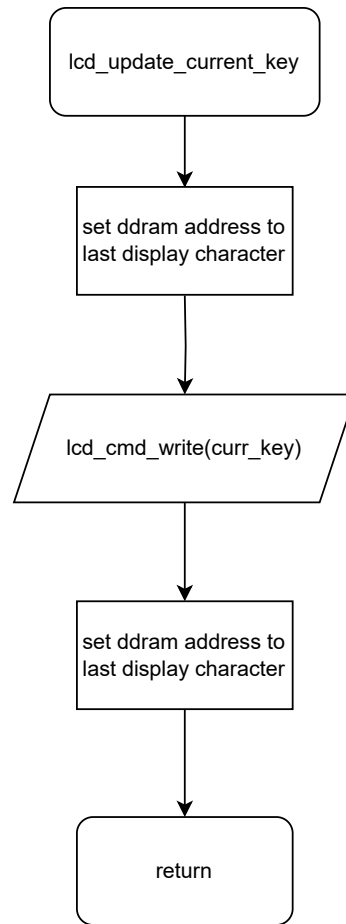 lcd_update_current_key
set ddram address to
last display character
lcd_cmd_write(curr_key)
set ddram address to
last display character
return